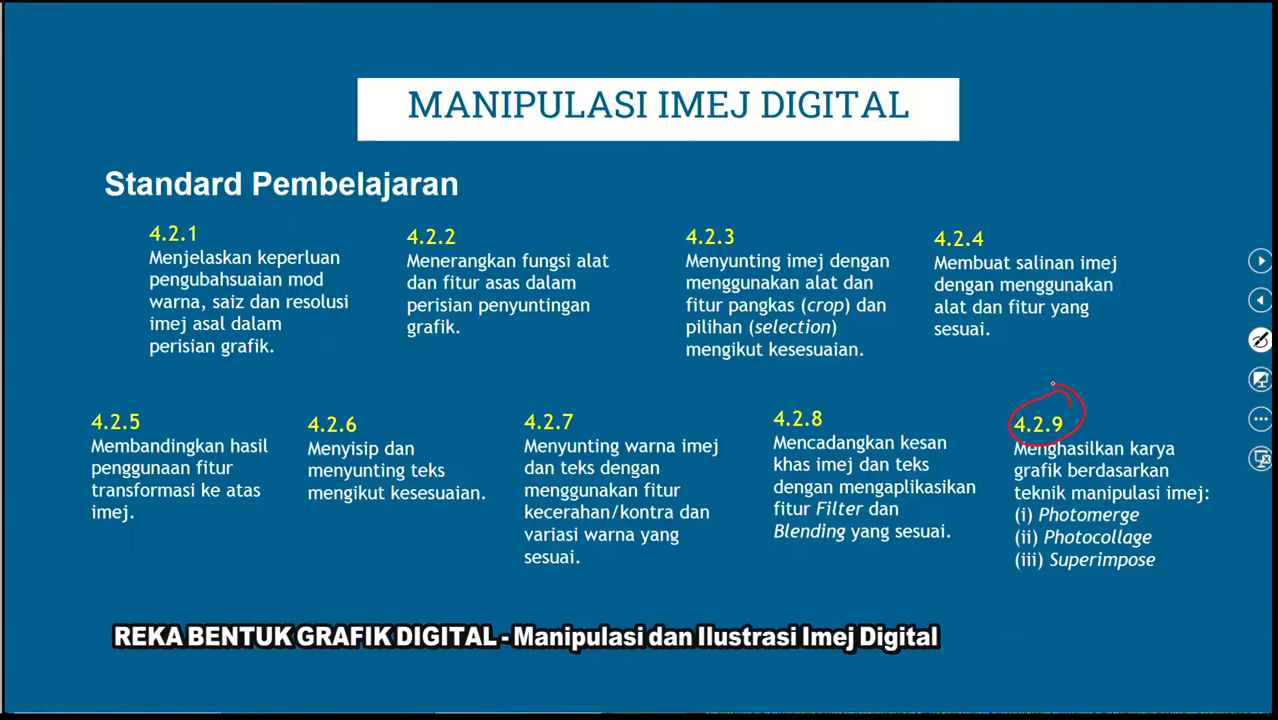 MANIPULASI IMEJ DIGITAL
Standard Pembelajaran
4.2.1
Menjelaskan keperluan
pengubahsuaian mod
warna, saiz dan resolusi
imej asal dalam
perisian grafik.
4.2.2
Menerangkan fungsi alat
dan fitur asas dalam
perisian penyuntingan
grafik.
4.2.3
Menyunting imej dengan
menggunakan alat dan
fitur pangkas (crop) dan
pilihan (selection)
mengikut kesesuaian.
4.2.4
Membuat salinan imej
dengan menggunakan
alat dan fitur yang
sesuai.
4.2.5
Membandingkan hasil
penggunaan fitur
transformasi ke atas
imej.
4.2.6
Menyisip dan
menyunting teks
mengikut kesesuaian.
4.2.7
Menyunting warna imej
dan teks dengan
menggunakan fitur
kecerahan/kontra dan
variasi warna yang
sesuai.
4.2.8
Mencadangkan kesan
khas imej dan teks
dengan mengaplikasikan
fitur Filter dan
Blending yang sesuai.
4.2.9
Menghasilkan karya
grafik berdasarkan
teknik manipulasi imej:
(i) Photomerge
(ii) Photocollage
(iii) Superimpose
REKA BENTUK GRAFIK DIGITAL - Manipulasi dan Ilustrasi Imej Digital